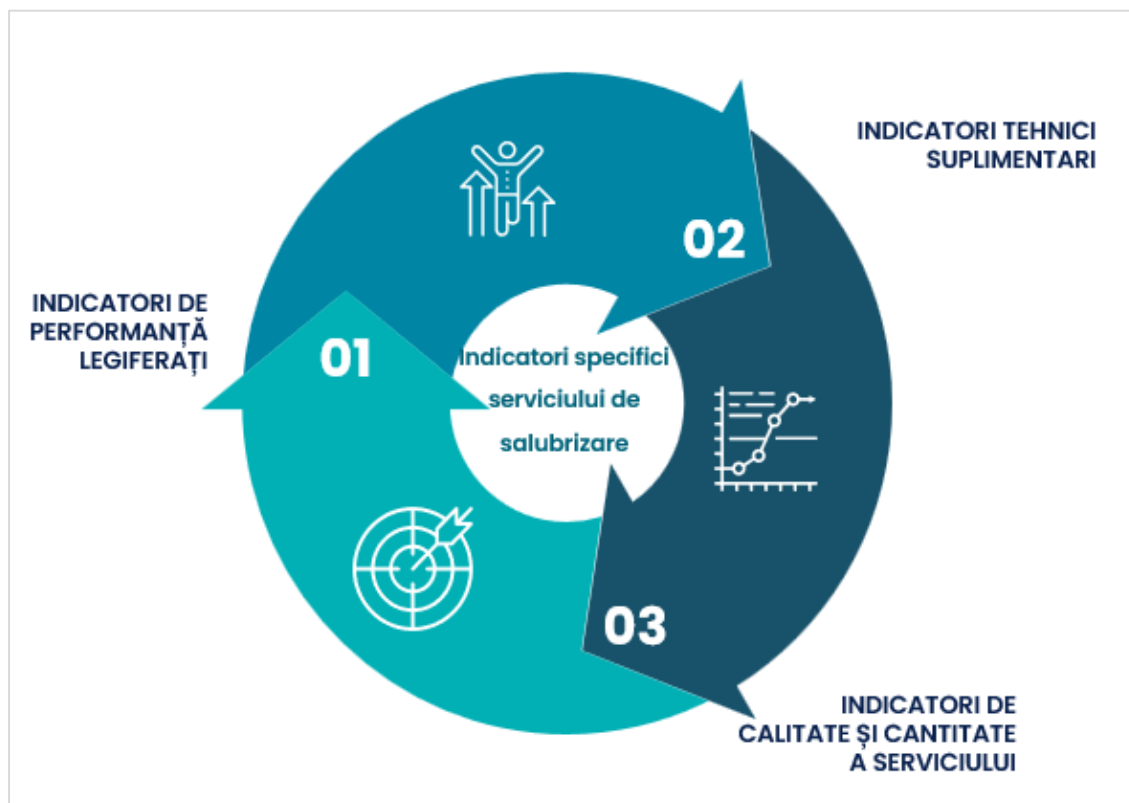 INDICATORI TEHNICI
SUPLIMENTARI
02
INDICATORI DE
PERFORMANȚĂ
LEGIFERAȚI
01
Indicatori specifici
serviciului de
salubrizare
03
INDICATORI DE
CALITATE ȘI CANTITATE
A SERVICIULUI